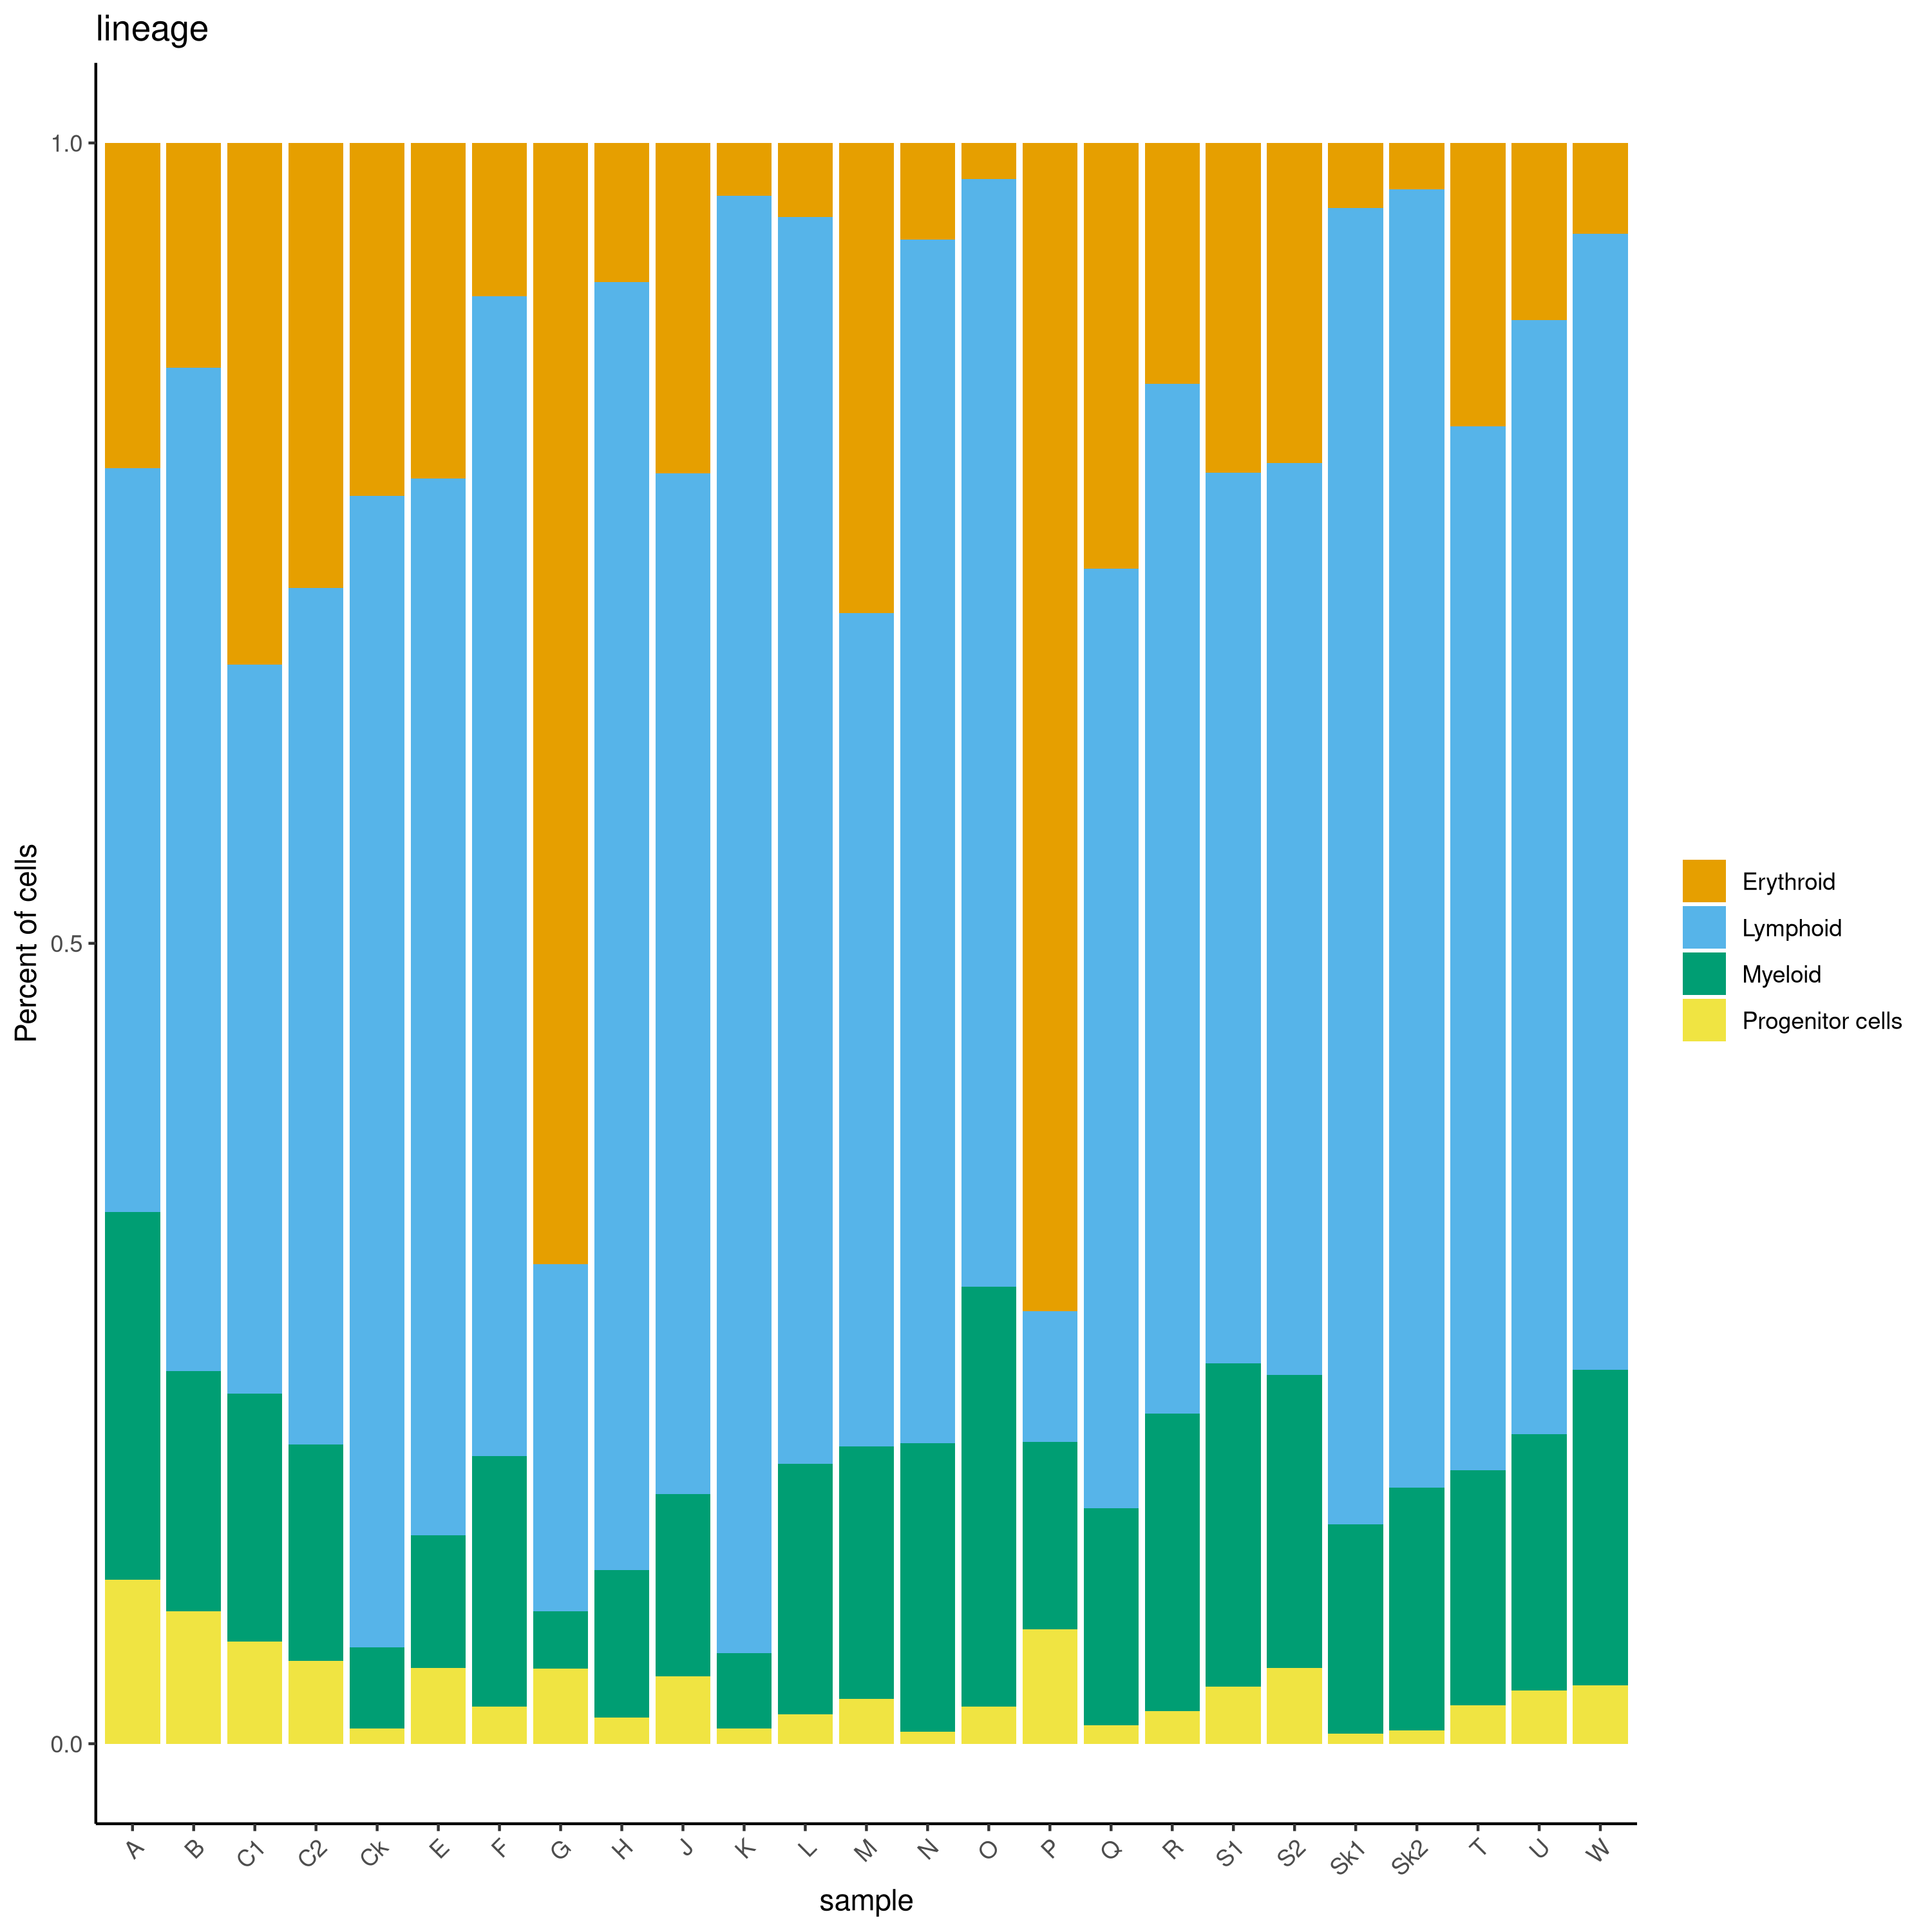 lineage
1.0
0.5
0.0
Percent of cells
A B C1 C2 Ck E F G H J K L M N O P Q R S1 S2 Sk1 Sk2 T U W
sample
Erythroid
Lymphoid
Myeloid
Progenitor cells